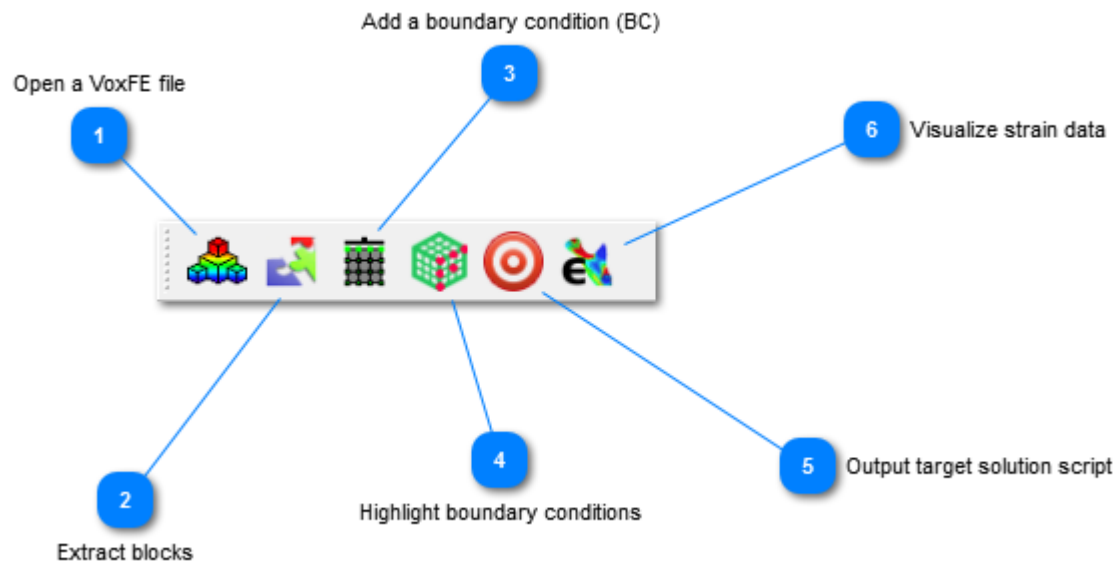 Add a boundary condition (BC)
3
Open a VoxFE file
1
6 Visualize strain data
e
4
5 Output target solution script
2
Highlight boundary conditions
Extract blocks